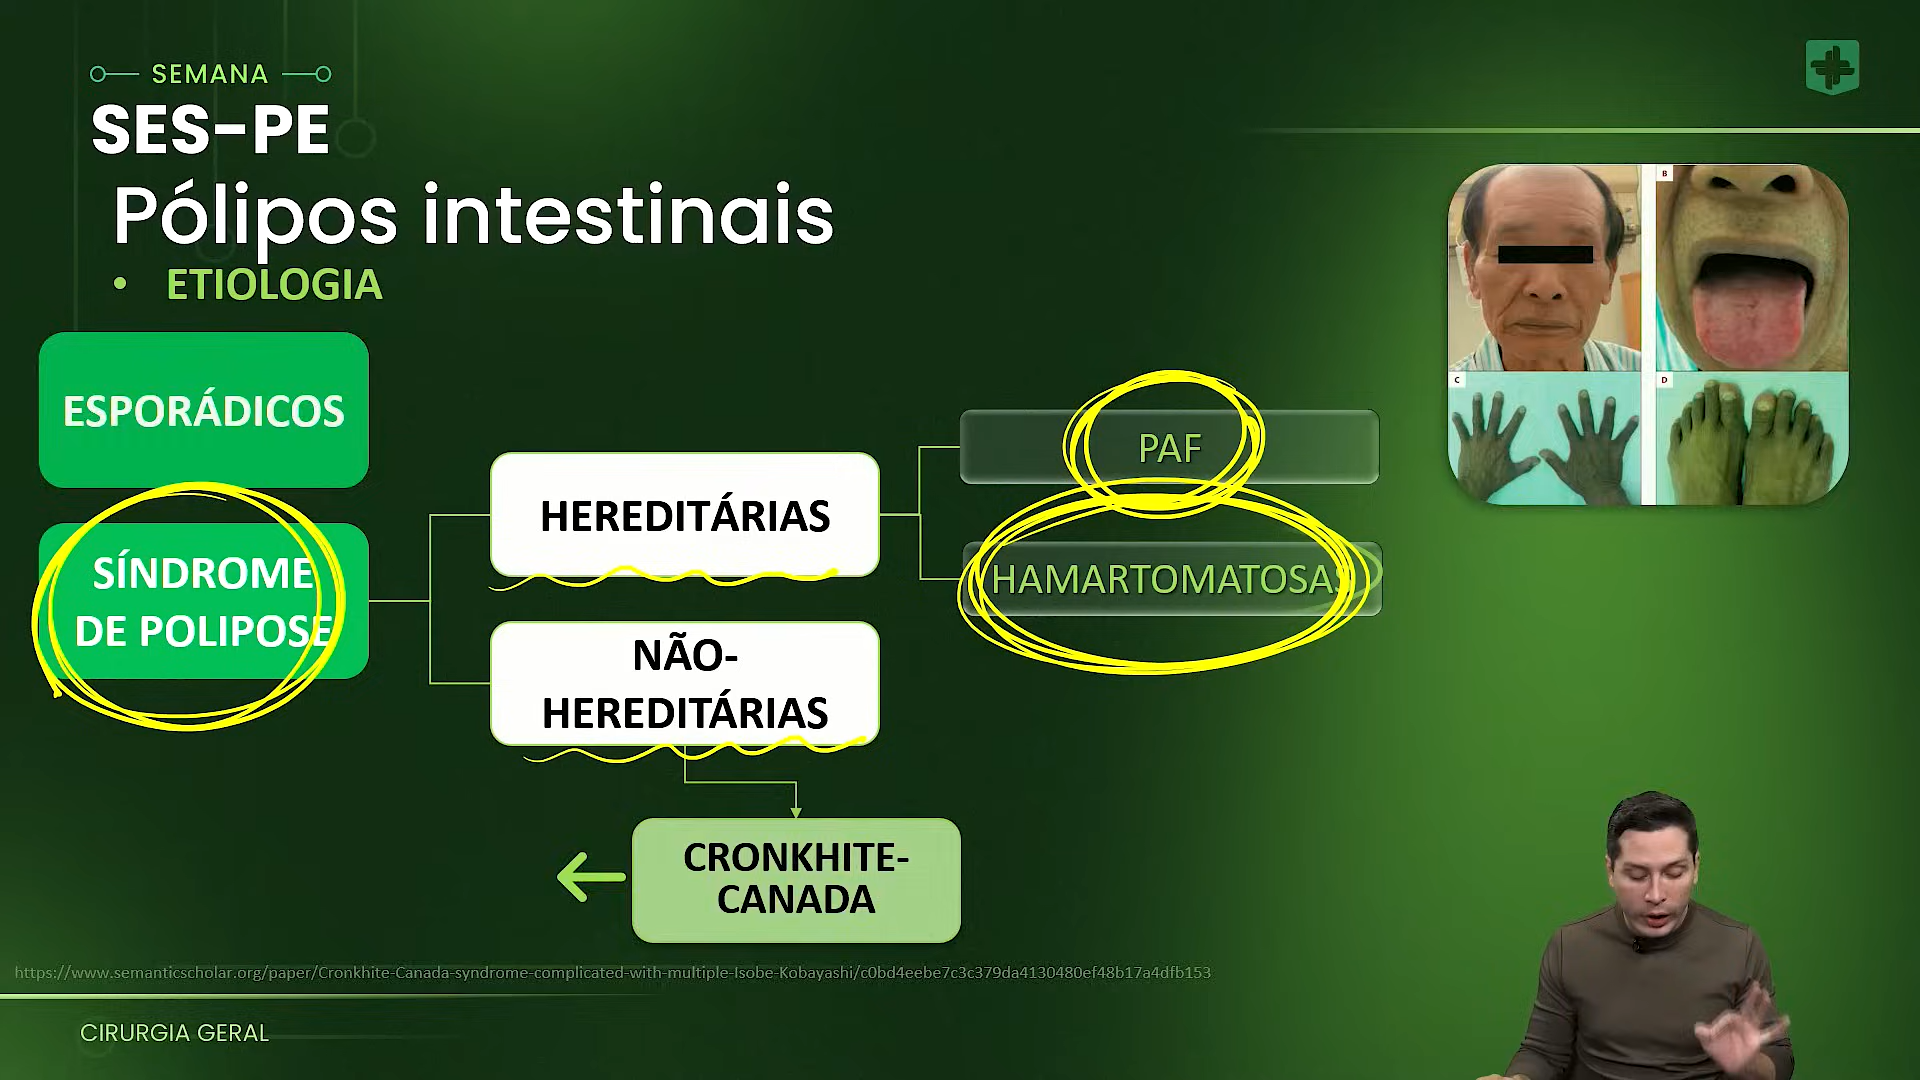 SEMANA
SES-PE
Pólipos intestinais
• ETIOLOGIA
ESPORÁDICOS
SÍNDROME
DE POLIPOSE
HEREDITÁRIAS
NÃO-
HEREDITÁRIAS
PAF
HAMARTOMATOSAS
CRONKHITE-
CANADA
B
C
D
https://www.semanticscholar.org/paper/Cronkhite-Canada-syndrome-complicated-with-multiple-Isobe-Kobayashi/c0bd4eebe7c3c379da4130480ef48b17a4dfb153
CIRURGIA GERAL